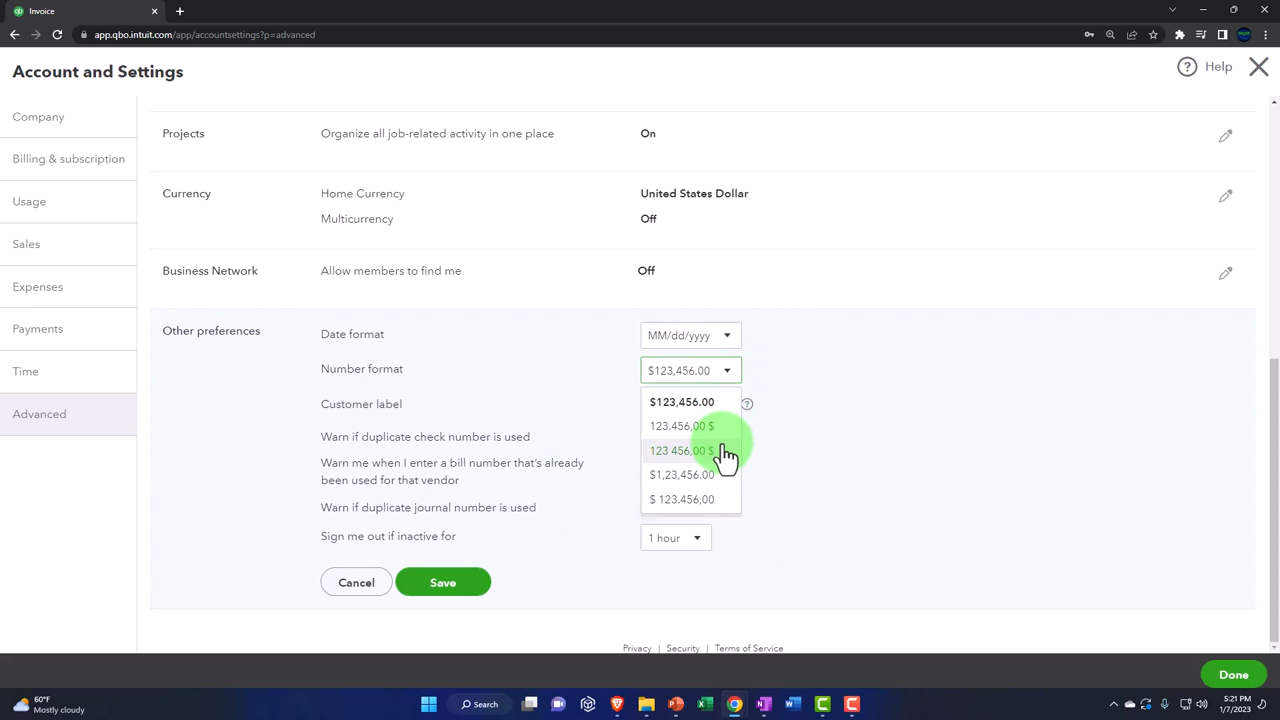 Invoice
app.qbo.intuit.com/app/accountsettings?p=advanced
Account and Settings
Help
Company
Billing & subscription
Usage
Sales
Expenses
Payments
Time
Advanced
Projects Organize all job-related activity in one place On
Currency Home Currency United States Dollar
Multicurrency Off
Business Network Allow members to find me Off
Other preferences Date format MM/dd/yyyy
Number format $123,456.00
Customer label
$123,456.00
123.456,00 $
123 456,00 $
$1,23,456.00
$ 123.456,00
Warn if duplicate check number is used
Warn me when I enter a bill number that's already
been used for that vendor
Warn if duplicate journal number is used
Sign me out if inactive for 1 hour
Cancel Save
Privacy | Security | Terms of Service
Done
60°F
Mostly cloudy
Search
5:21 PM
1/7/2023